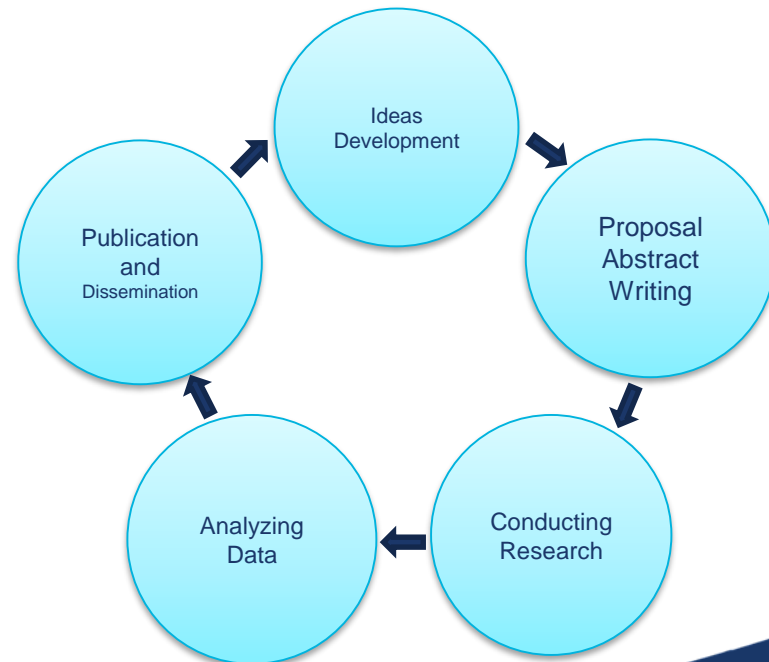 Ideas
Development
Proposal
Abstract
Writing
Conducting
Research
Analyzing
Data
Publication
and
Dissemination